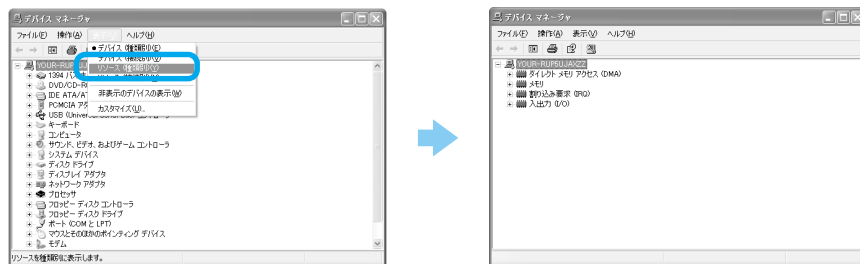 デバイス マネージャ
ファイル(F) 操作(A) ヘルプ(H)
デバイス (種類別)(E)
リソース (種類別)(Y)
非表示のデバイスの表示(W)
カスタマイズ(U)...
YOUR-RUP
1394
DVD/CD-R
IDE ATA/AT
PCMCIA アダ
USB (Univer
キーボード
コンピュータ
サウンド、ビデオ、およびゲーム コントローラ
システム デバイス
ディスク ドライブ
ディスプレイ アダプタ
ネットワーク アダプタ
プロセッサ
フロッピー ディスク コントローラ
フロッピー ディスク ドライブ
ポート (COM と LPT)
マウスとそのほかのポインティング デバイス
モデム
リソースを種類別に表示します。
デバイス マネージャ
ファイル(F) 操作(A) 表示(V) ヘルプ(H)
YOUR-RUPSUJAKZZ
ダイレクト メモリ アクセス (DMA)
メモリ
割り込み要求 (IRQ)
入出力 (I/O)